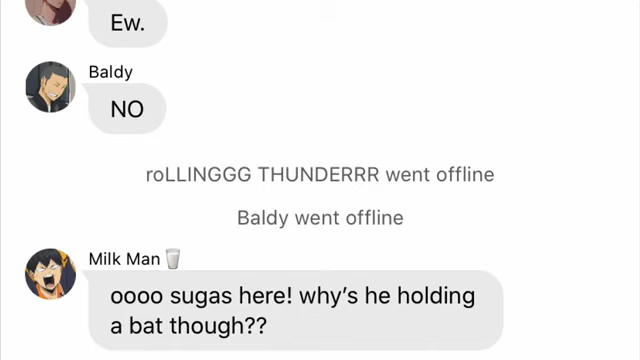 Ew.
Baldy
NO
roLLINGGG THUNDERRR went offline
Baldy went offline
Milk Man🥛
oooo sugas here! why’s he holding
a bat though??